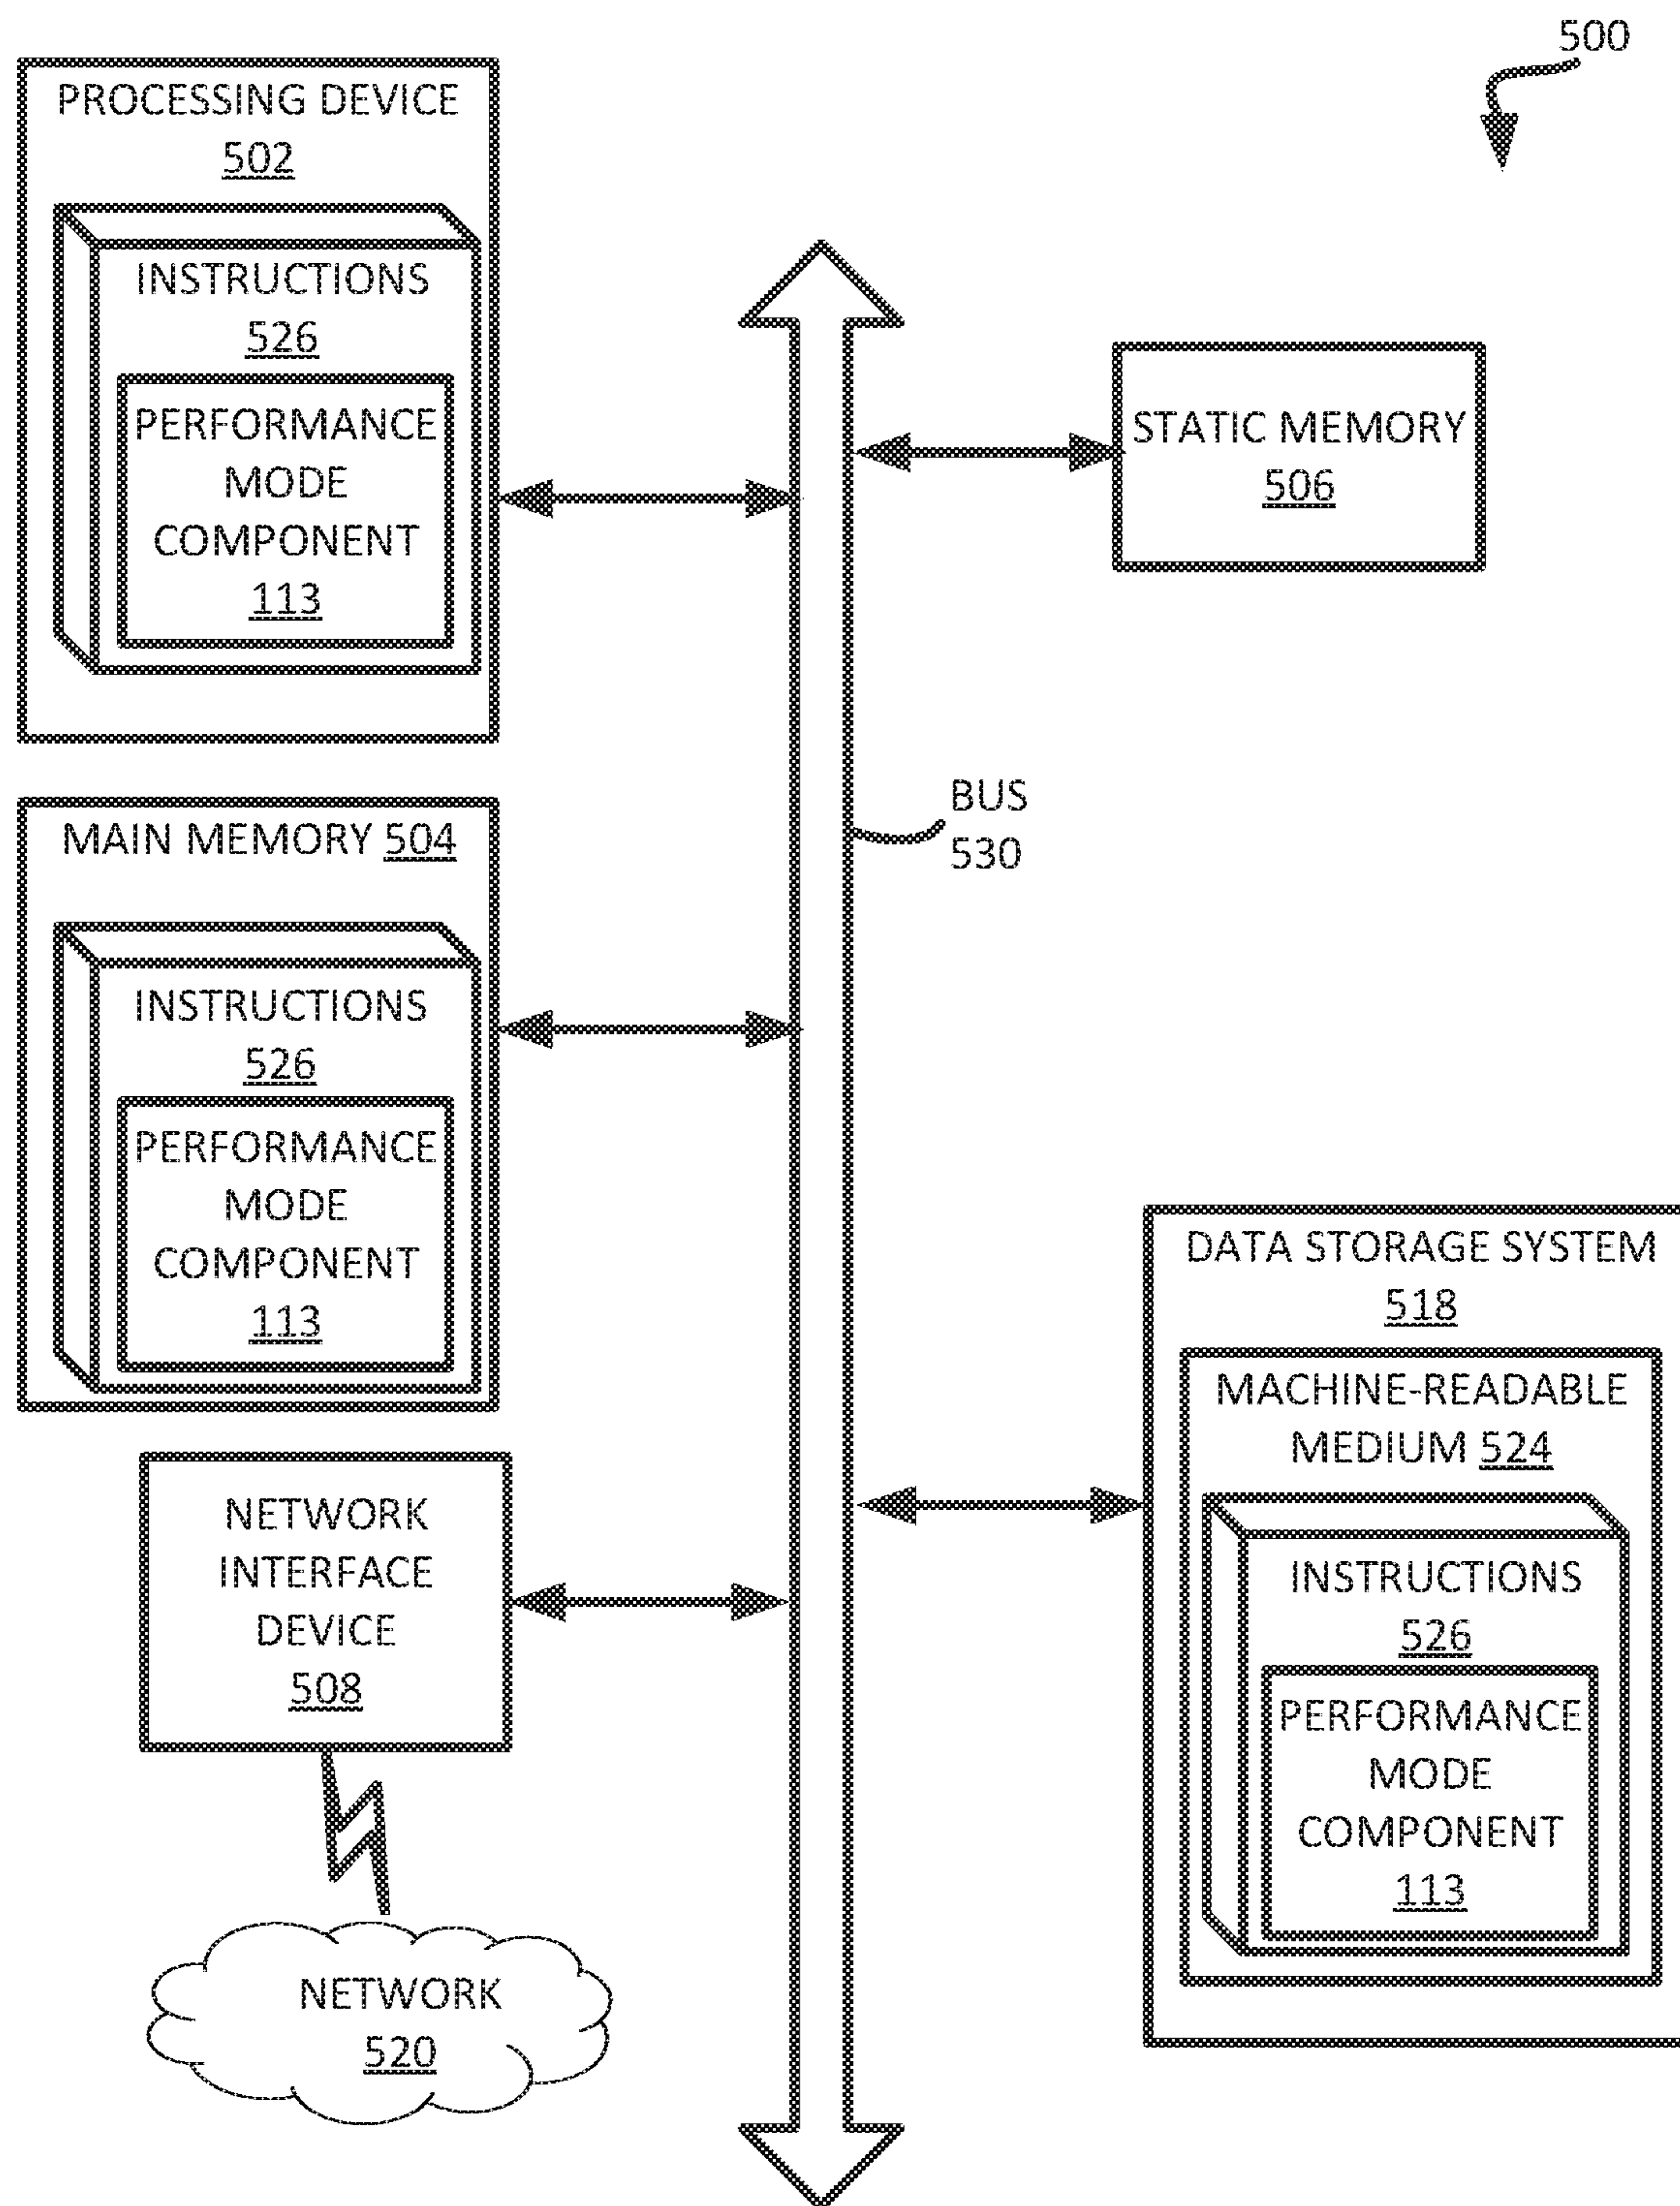 500
PROCESSING DEVICE
502
INSTRUCTIONS
526
PERFORMANCE
MODE
COMPONENT
113
STATIC MEMORY
506
BUS
530
MAIN MEMORY 504
INSTRUCTIONS
526
PERFORMANCE
MODE
COMPONENT
113
DATA STORAGE SYSTEM
518
MACHINE-READABLE
MEDIUM 524
INSTRUCTIONS
526
PERFORMANCE
MODE
COMPONENT
113
NETWORK
INTERFACE
DEVICE
508
NETWORK
520